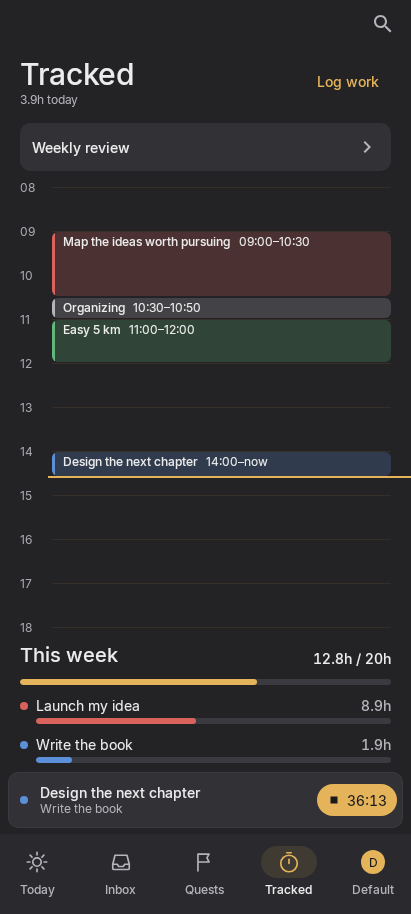 Tracked
3.9h today
Log work
Weekly review
08
09
Map the ideas worth pursuing 09:00–10:30
10
Organizing 10:30–10:50
11
Easy 5 km 11:00–12:00
12
13
14
Design the next chapter 14:00–now
15
16
17
18
This week
12.8h / 20h
Launch my idea
8.9h
Write the book
1.9h
Design the next chapter
Write the book
36:13
D
Today
Inbox
Quests
Tracked
Default